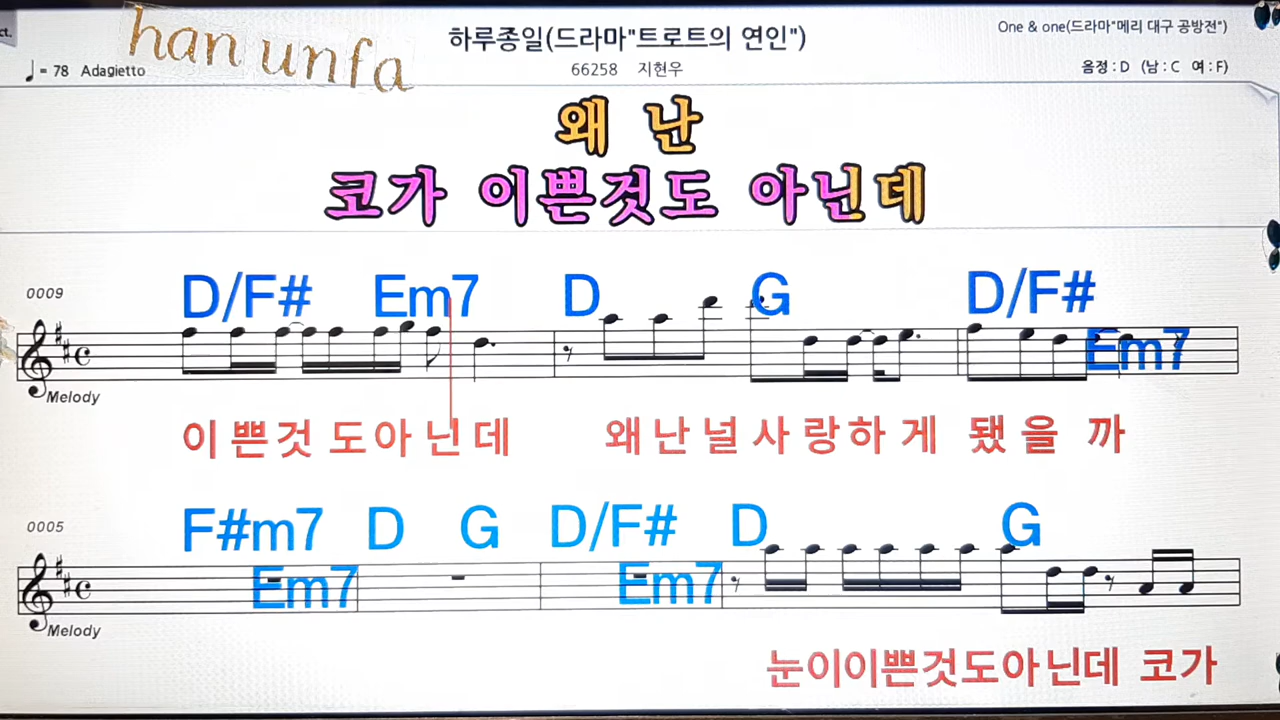 ct.
han unfa
하루종일(드라마"트로트의 연인")
One & one(드라마"메리 대구 공방전")
♩= 78 Adagietto
66258 지현우
음정 : D (남 : C 여 : F)
왜 난
코가 이쁜것도 아닌데
0009
D/F# Em7 D G D/F# Em7
Melody
이 쁜 것 도 아 닌 데 왜 난 널 사 랑 하 게 됐 을 까
0005
F#m7 Em7 D G D/F# Em7 D G
Melody
눈이이쁜것도아닌데 코가